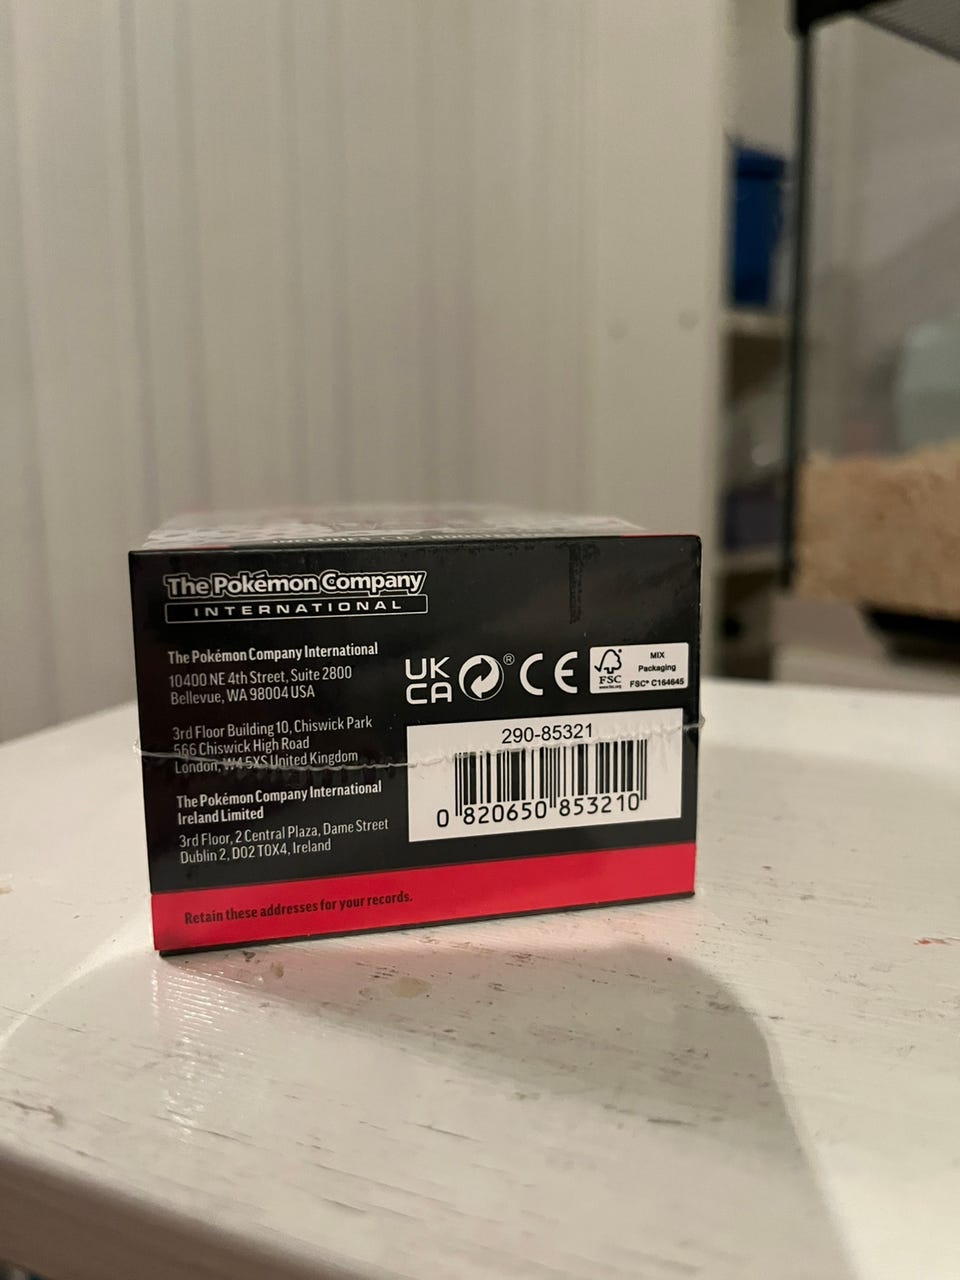 The Pokémon Company
INTERNATIONAL
The Pokémon Company International
10400 NE 4th Street, Suite 2800
Bellevue, WA 98004 USA
3rd Floor Building 10, Chiswick Park
566 Chiswick High Road
London, W4 5XS United Kingdom
The Pokémon Company International
Ireland Limited
3rd Floor, 2 Central Plaza, Dame Street
Dublin 2, D02 T0X4, Ireland
Retain these addresses for your records.
UK
CA
®
CE
FSC
MIX
Packaging
FSC® C164645
290-85321
0 820650 853210